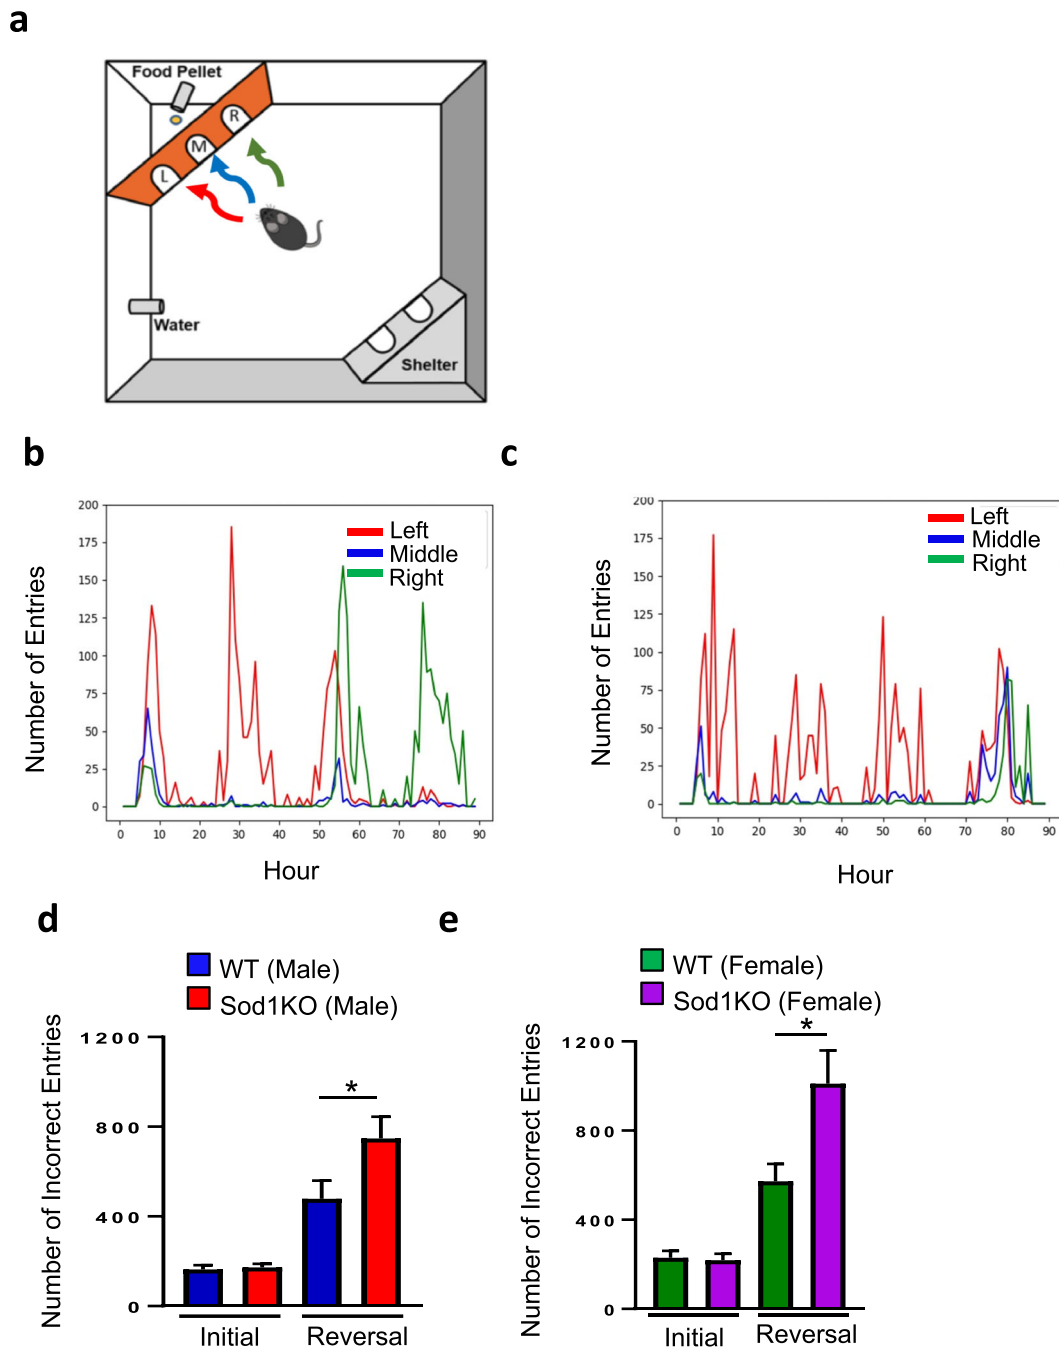 a
Food Pellet
R
M
L
Water
Shelter
b
c
200
175
150
125
100
75
50
25
0
Number of Entries
Left
Middle
Right
0 10 20 30 40 50 60 70 80 90
Hour
200
175
150
125
100
75
50
25
0
Number of Entries
Left
Middle
Right
0 10 20 30 40 50 60 70 80 90
Hour
d
WT (Male)
Sod1KO (Male)
1200
800
400
0
Number of Incorrect Entries
*
Initial Reversal
e
WT (Female)
Sod1KO (Female)
1200
800
400
0
Number of Incorrect Entries
*
Initial Reversal